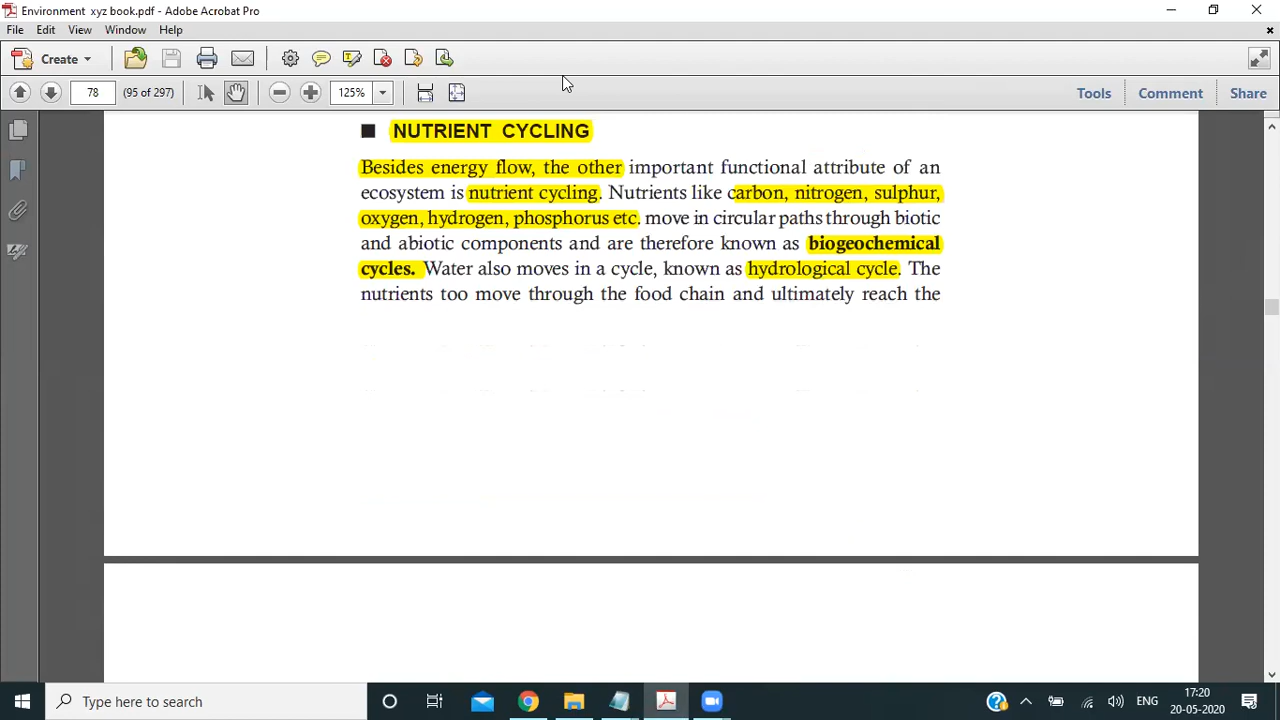 Environment xyz book.pdf - Adobe Acrobat Pro
File Edit View Window Help
Create
78 (95 of 297) 125% Tools Comment Share
NUTRIENT CYCLING
Besides energy flow, the other important functional attribute of an
ecosystem is nutrient cycling. Nutrients like carbon, nitrogen, sulphur,
oxygen, hydrogen, phosphorus etc. move in circular paths through biotic
and abiotic components and are therefore known as biogeochemical
cycles. Water also moves in a cycle, known as hydrological cycle. The
nutrients too move through the food chain and ultimately reach the
Type here to search
ENG
17:20
20-05-2020